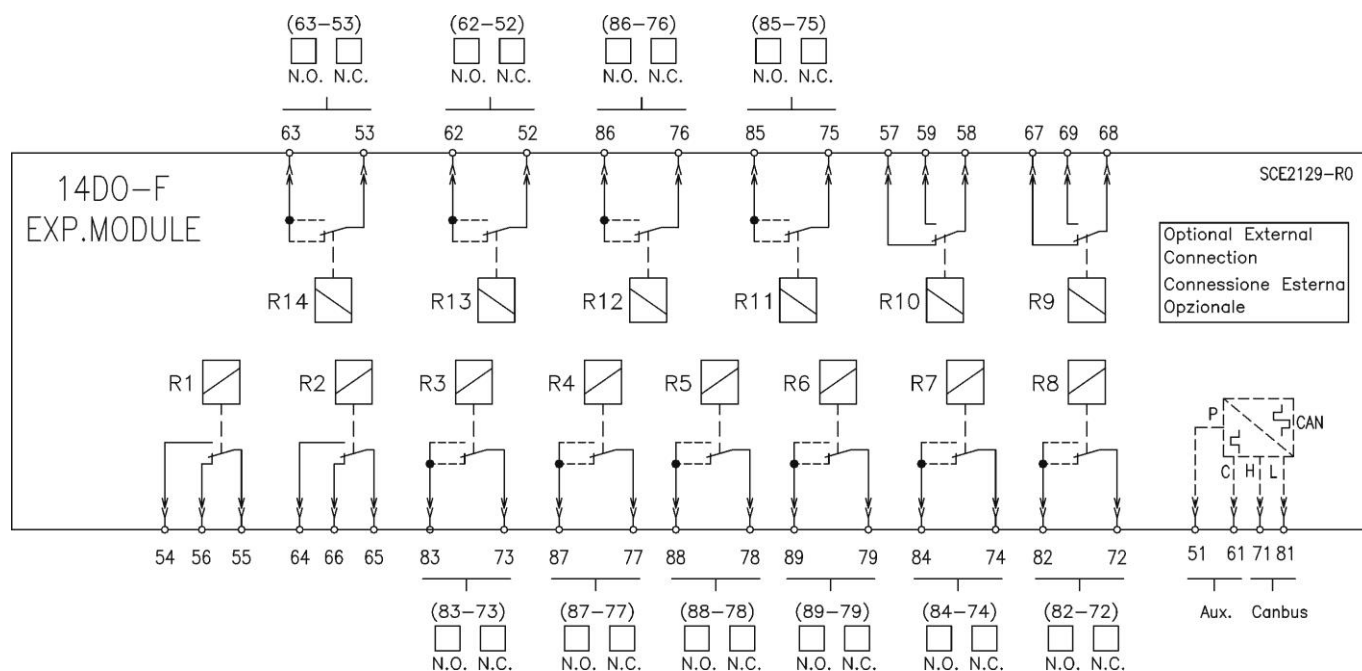 (63-53) (62-52) (86-76) (85-75)
N.O. N.C. N.O. N.C. N.O. N.C. N.O. N.C.
63 53 62 52 86 76 85 75 57 59 58 67 69 68
14DO-F
EXP.MODULE
SCE2129-R0
Optional External
Connection
Connessione Esterna
Opzionale
R14 R13 R12 R11 R10 R9
R1 R2 R3 R4 R5 R6 R7 R8
P CAN
C H L
54 56 55 64 66 65 83 73 87 77 88 78 89 79 84 74 82 72 51 61 71 81
(83-73) (87-77) (88-78) (89-79) (84-74) (82-72) Aux. Canbus
N.O. N.C. N.O. N.C. N.O. N.C. N.O. N.C. N.O. N.C. N.O. N.C.